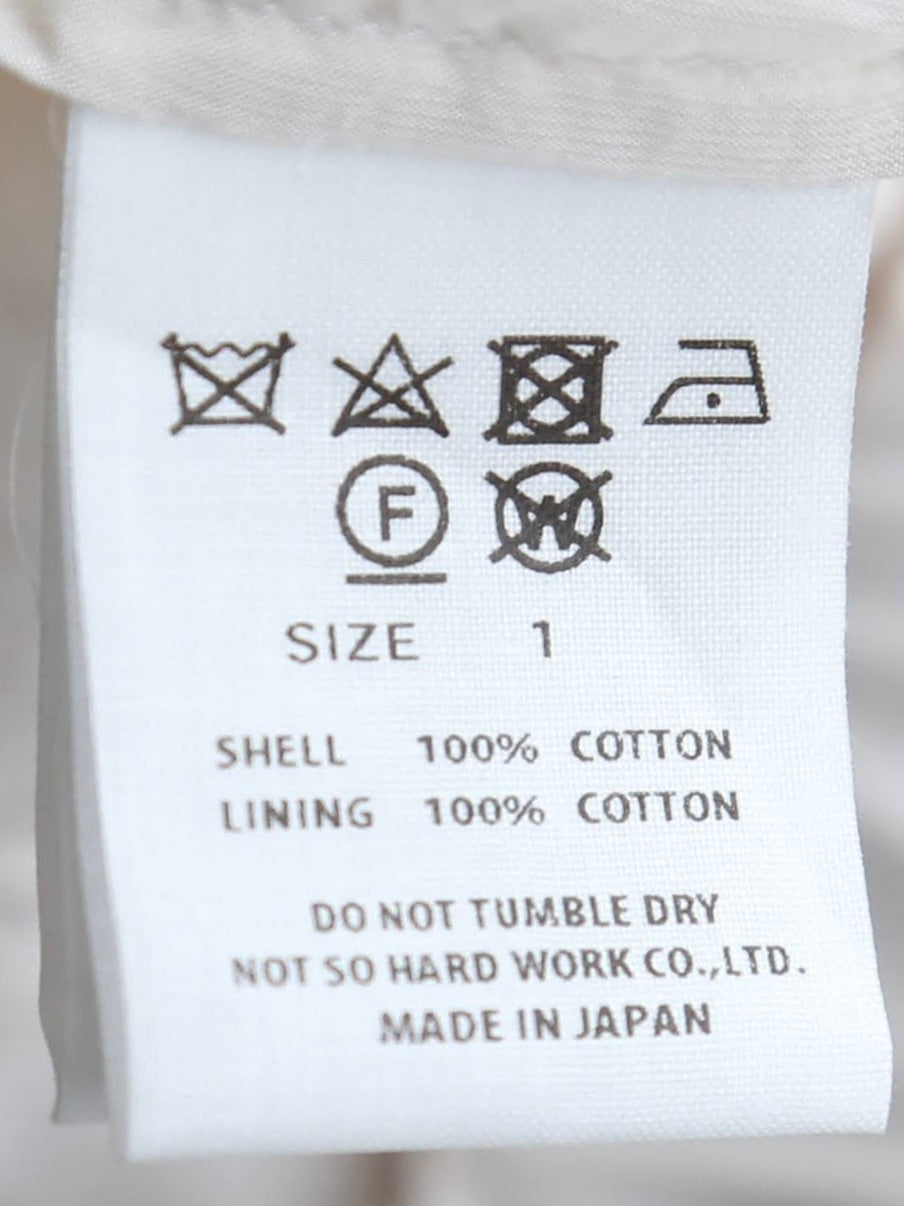 F W
SIZE 1
SHELL 100% COTTON
LINING 100% COTTON
DO NOT TUMBLE DRY
NOT SO HARD WORK CO.,LTD.
MADE IN JAPAN